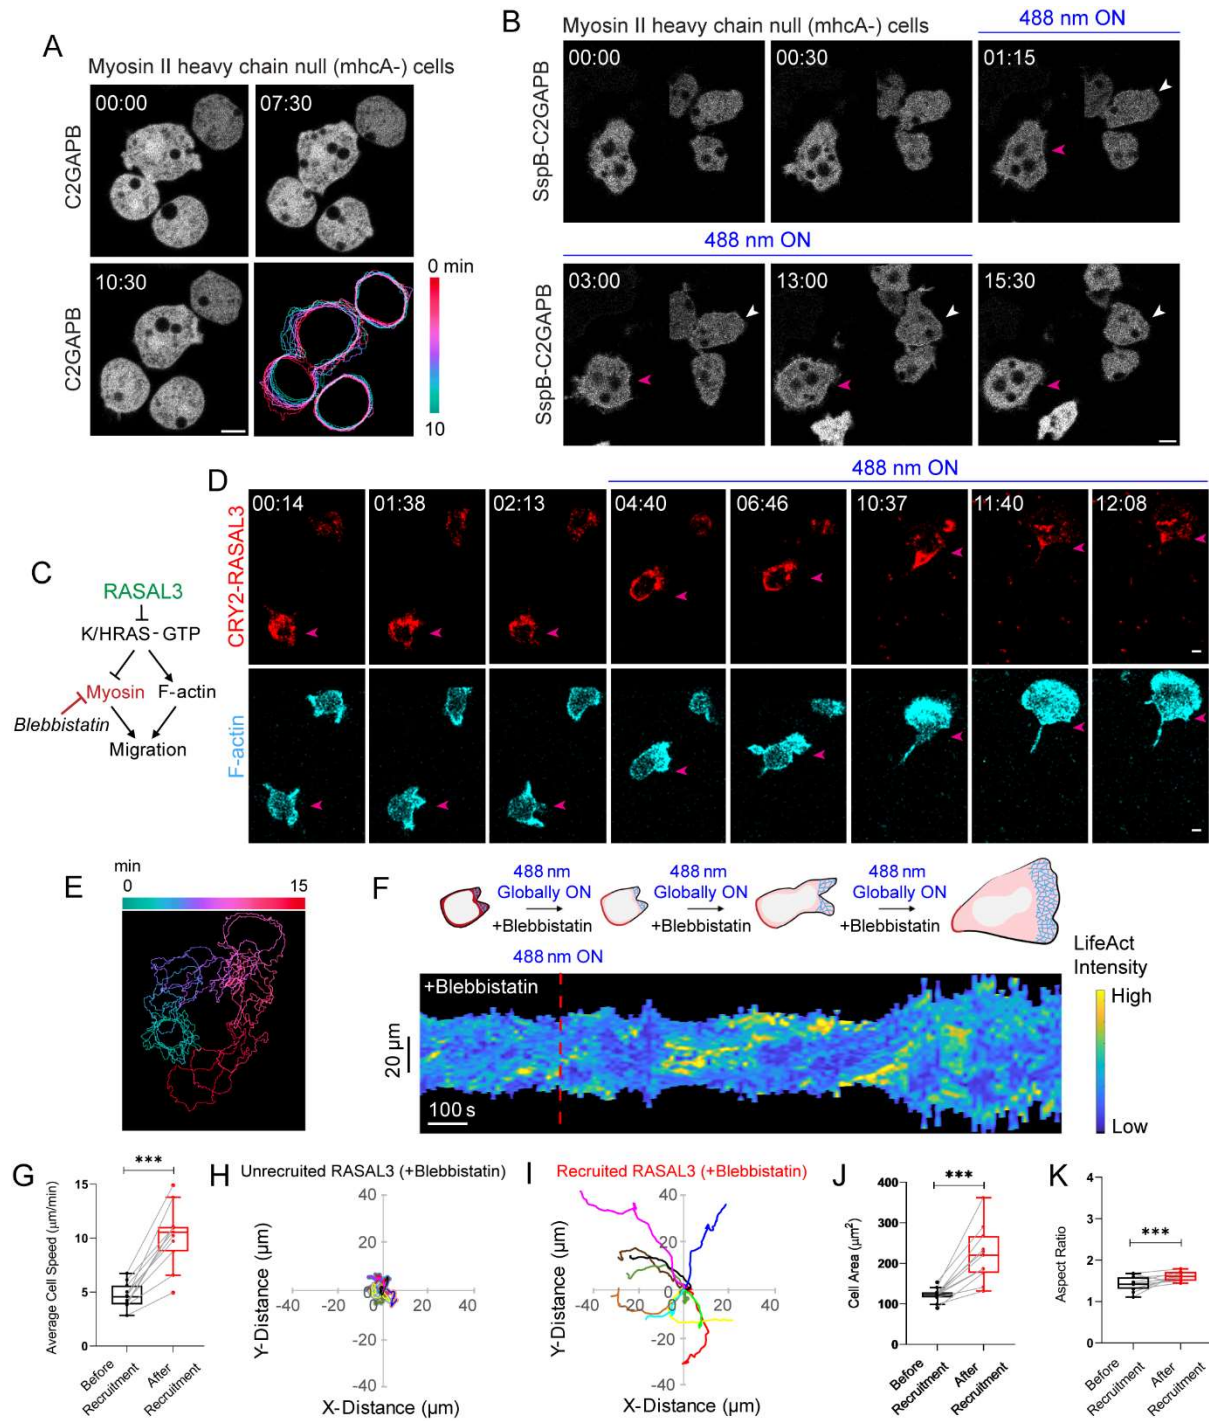 A
Myosin II heavy chain null (mhcA-) cells
C2GAPB
00:00
07:30
C2GAPB
10:30
0 min
10
B
Myosin II heavy chain null (mhcA-) cells
488 nm ON
SspB-C2GAPB
00:00
00:30
01:15
488 nm ON
SspB-C2GAPB
03:00
13:00
15:30
C
RASAL3
K/HRAS-GTP
Myosin
F-actin
Blebbistatin
Migration
D
488 nm ON
CRY2-RASAL3
00:14
01:38
02:13
04:40
06:46
10:37
11:40
12:08
F-actin
E
min
0
15
F
488 nm
Globally ON
+Blebbistatin
488 nm
Globally ON
+Blebbistatin
488 nm
Globally ON
+Blebbistatin
488 nm ON
+Blebbistatin
20 µm
100 s
LifeAct
Intensity
High
Low
G
Average Cell Speed (µm/min)
15
10
5
0
***
Before
Recruitment
After
Recruitment
H
Unrecruited RASAL3 (+Blebbistatin)
Y-Distance (µm)
40
20
0
-20
-40
-40
-20
0
20
40
X-Distance (µm)
I
Recruited RASAL3 (+Blebbistatin)
Y-Distance (µm)
40
20
0
-20
-40
-40
-20
0
20
40
X-Distance (µm)
J
Cell Area (µm²)
400
300
200
100
0
***
Before
Recruitment
After
Recruitment
K
Aspect Ratio
4
3
2
1
0
***
Before
Recruitment
After
Recruitment